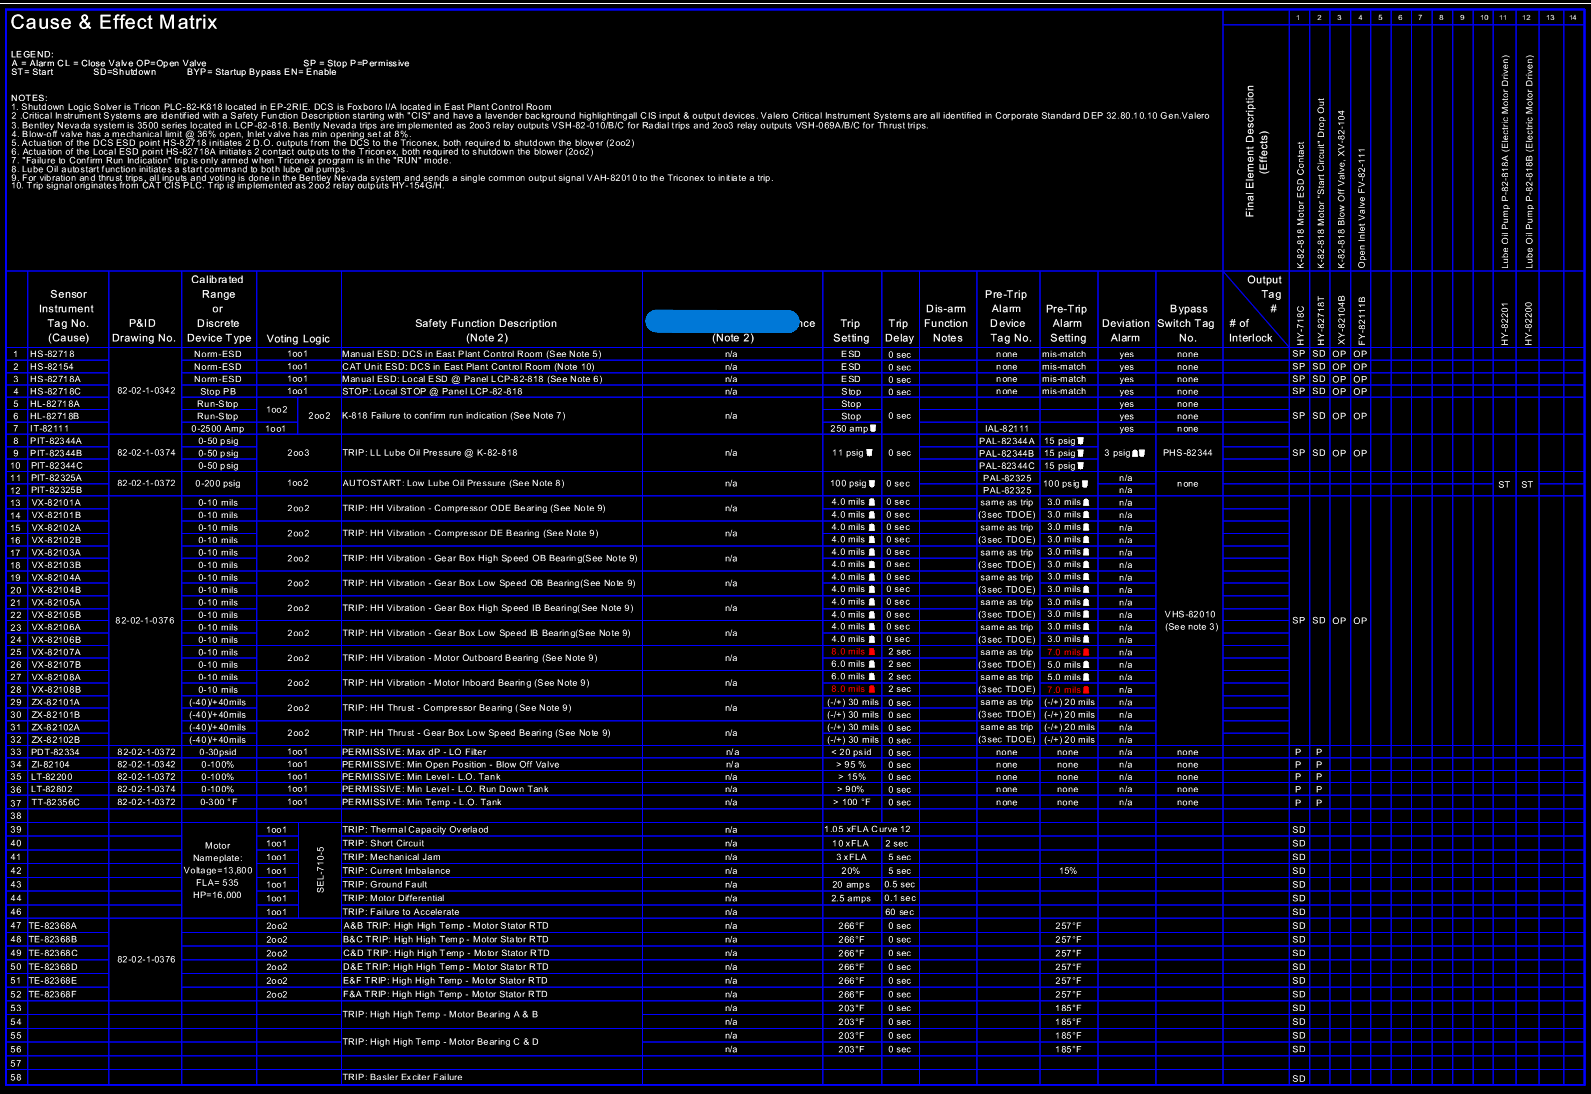 Cause & Effect Matrix
LEGEND:
A = Alarm CL = Close Valve OP=Open Valve SP = Stop P=Permissive
ST= Start SD=Shutdown BYP= Startup Bypass EN= Enable
NOTES:
1. Shutdown Logic Solver is Tricon PLC-82-K818 located in EP-2RIE. DCS is Foxboro I/A located in East Plant Control Room
2 .Critical Instrument Systems are identified with a Safety Function Description starting with "CIS" and have a lavender background highlightingall CIS input & output devices. Valero Critical Instrument Systems are all identified in Corporate Standard DEP 32.80.10.10 Gen.Valero
3. Bentley Nevada system is 3500 series located in LCP-82-818. Bently Nevada trips are implemented as 2oo3 relay outputs VSH-82-010/B/C for Radial trips and 2oo3 relay outputs VSH-069A/B/C for Thrust trips.
4. Blow-off valve has a mechanical limit @ 36% open, Inlet valve has min opening set at 8%.
5. Actuation of the DCS ESD point HS-82718 initiates 2 D.O. outputs from the DCS to the Triconex, both required to shutdown the blower (2oo2)
6. Actuation of the Local ESD point HS-82718A initiates 2 contact outputs to the Triconex, both required to shutdown the blower (2oo2)
7. "Failure to Confirm Run Indication" trip is only armed when Triconex program is in the "RUN" mode.
8. Lube Oil autostart function initiates a start command to both lube oil pumps.
9. For vibration and thrust trips, all inputs and voting is done in the Bentley Nevada system and sends a single common output signal VAH-82010 to the Triconex to initiate a trip.
10. Trip signal originates from CAT CIS PLC. Trip is implemented as 2oo2 relay outputs HY-154G/H.
1 2 3 4 5 6 7 8 9 10 11 12 13 14
Final Element Description
(Effects)
K-82-818 Motor ESD Contact
K-82-818 Motor "Start Circuit" Drop Out
K-82-818 Blow Off Valve, XV-82-104
Open Inlet Valve FV-82-111
Lube Oil Pump P-82-818A (Electric Motor Driven)
Lube Oil Pump P-82-818B (Electric Motor Driven)
Sensor Instrument Tag No. (Cause)
P&ID Drawing No.
Calibrated Range or Discrete Device Type
Voting Logic
Safety Function Description (Note 2)
nce (Note 2)
Trip Setting
Trip Delay
Dis-arm Function Notes
Pre-Trip Alarm Device Tag No.
Pre-Trip Alarm Setting
Deviation Alarm
Bypass Switch Tag No.
Output Tag #
# of Interlock
HY-718C
HY-82718T
XY-82104B
FY-82111B
HY-82201
HY-82200
1 HS-82718 Norm-ESD 1oo1 Manual ESD: DCS in East Plant Control Room (See Note 5) n/a ESD 0 sec none mis-match yes none SP SD OP OP
2 HS-82154 Norm-ESD 1oo1 CAT Unit ESD: DCS in East Plant Control Room (Note 10) n/a ESD 0 sec none mis-match yes none SP SD OP OP
3 HS-82718A Norm-ESD 1oo1 Manual ESD: Local ESD @ Panel LCP-82-818 (See Note 6) n/a ESD 0 sec none mis-match yes none SP SD OP OP
82-02-1-0342
4 HS-82718C Stop PB 1oo1 STOP: Local STOP @ Panel LCP-82-818 n/a Stop 0 sec none mis-match yes none SP SD OP OP
5 HL-82718A Run-Stop Stop yes none
6 HL-82718B Run-Stop 1oo2 2oo2 K-818 Failure to confirm run indication (See Note 7) n/a Stop 0 sec yes none SP SD OP OP
7 IT-82111 0-2500 Amp 1oo1 250 amp IAL-82111 yes none
8 PIT-82344A 0-50 psig PAL-82344A 15 psig
9 PIT-82344B 82-02-1-0374 0-50 psig 2oo3 TRIP: LL Lube Oil Pressure @ K-82-818 n/a 11 psig 0 sec PAL-82344B 15 psig 3 psig PHS-82344 SP SD OP OP
10 PIT-82344C 0-50 psig PAL-82344C 15 psig
11 PIT-82325A PAL-82325 n/a
82-02-1-0372 0-200 psig 1oo2 AUTOSTART: Low Lube Oil Pressure (See Note 8) n/a 100 psig 0 sec 100 psig none ST ST
12 PIT-82325B PAL-82325 n/a
13 VX-82101A 0-10 mils 4.0 mils 0 sec same as trip 3.0 mils n/a
2oo2 TRIP: HH Vibration - Compressor ODE Bearing (See Note 9) n/a
14 VX-82101B 0-10 mils 4.0 mils 0 sec (3sec TDOE) 3.0 mils n/a
15 VX-82102A 0-10 mils 4.0 mils 0 sec same as trip 3.0 mils n/a
2oo2 TRIP: HH Vibration - Compressor DE Bearing (See Note 9) n/a
16 VX-82102B 0-10 mils 4.0 mils 0 sec (3sec TDOE) 3.0 mils n/a
17 VX-82103A 0-10 mils 4.0 mils 0 sec same as trip 3.0 mils n/a
2oo2 TRIP: HH Vibration - Gear Box High Speed OB Bearing(See Note 9) n/a
18 VX-82103B 0-10 mils 4.0 mils 0 sec (3sec TDOE) 3.0 mils n/a
19 VX-82104A 0-10 mils 4.0 mils 0 sec same as trip 3.0 mils n/a
2oo2 TRIP: HH Vibration - Gear Box Low Speed OB Bearing(See Note 9) n/a
20 VX-82104B 0-10 mils 4.0 mils 0 sec (3sec TDOE) 3.0 mils n/a
21 VX-82105A 0-10 mils 4.0 mils 0 sec same as trip 3.0 mils n/a
2oo2 TRIP: HH Vibration - Gear Box High Speed IB Bearing(See Note 9) n/a
22 VX-82105B 0-10 mils 4.0 mils 0 sec (3sec TDOE) 3.0 mils n/a VHS-82010
82-02-1-0376 SP SD OP OP
23 VX-82106A 0-10 mils 4.0 mils 0 sec same as trip 3.0 mils n/a (See note 3)
2oo2 TRIP: HH Vibration - Gear Box Low Speed IB Bearing(See Note 9) n/a
24 VX-82106B 0-10 mils 4.0 mils 0 sec (3sec TDOE) 3.0 mils n/a
25 VX-82107A 0-10 mils 8.0 mils 2 sec same as trip 7.0 mils n/a
2oo2 TRIP: HH Vibration - Motor Outboard Bearing (See Note 9) n/a
26 VX-82107B 0-10 mils 6.0 mils 2 sec (3sec TDOE) 5.0 mils n/a
27 VX-82108A 0-10 mils 6.0 mils 2 sec same as trip 5.0 mils n/a
2oo2 TRIP: HH Vibration - Motor Inboard Bearing (See Note 9) n/a
28 VX-82108B 0-10 mils 8.0 mils 2 sec (3sec TDOE) 7.0 mils n/a
29 ZX-82101A (-40)/+40mils (-/+) 30 mils 0 sec same as trip (-/+) 20 mils n/a
2oo2 TRIP: HH Thrust - Compressor Bearing (See Note 9) n/a
30 ZX-82101B (-40)/+40mils (-/+) 30 mils 0 sec (3sec TDOE) (-/+) 20 mils n/a
31 ZX-82102A (-40)/+40mils (-/+) 30 mils 0 sec same as trip (-/+) 20 mils n/a
2oo2 TRIP: HH Thrust - Gear Box Low Speed Bearing (See Note 9) n/a
32 ZX-82102B (-40)/+40mils (-/+) 30 mils 0 sec (3sec TDOE) (-/+) 20 mils n/a
33 PDT-82334 82-02-1-0372 0-30psid 1oo1 PERMISSIVE: Max dP - LO Filter n/a < 20 psid 0 sec none none n/a none P P
34 ZI-82104 82-02-1-0342 0-100% 1oo1 PERMISSIVE: Min Open Position - Blow Off Valve n/a > 95 % 0 sec none none n/a none P P
35 LT-82200 82-02-1-0372 0-100% 1oo1 PERMISSIVE: Min Level - L.O. Tank n/a > 15% 0 sec none none n/a none P P
36 LT-82802 82-02-1-0374 0-100% 1oo1 PERMISSIVE: Min Level - L.O. Run Down Tank n/a > 90% 0 sec none none n/a none P P
37 TT-82356C 82-02-1-0372 0-300 °F 1oo1 PERMISSIVE: Min Temp - L.O. Tank n/a > 100 °F 0 sec none none n/a none P P
38
39 1oo1 TRIP: Thermal Capacity Overlaod n/a 1.05 xFLA Curve 12 SD
40 Motor 1oo1 TRIP: Short Circuit n/a 10 xFLA 2 sec SD
41 Nameplate: 1oo1 TRIP: Mechanical Jam n/a 3 xFLA 5 sec SD
42 Voltage=13,800 1oo1 SEL-710-5 TRIP: Current Imbalance n/a 20% 5 sec 15% SD
43 FLA= 535 1oo1 TRIP: Ground Fault n/a 20 amps 0.5 sec SD
44 HP=16,000 1oo1 TRIP: Motor Differential n/a 2.5 amps 0.1 sec SD
46 1oo1 TRIP: Failure to Accelerate n/a 60 sec SD
47 TE-82368A 2oo2 A&B TRIP: High High Temp - Motor Stator RTD n/a 266°F 0 sec 257°F SD
48 TE-82368B 2oo2 B&C TRIP: High High Temp - Motor Stator RTD n/a 266°F 0 sec 257°F SD
49 TE-82368C 2oo2 C&D TRIP: High High Temp - Motor Stator RTD n/a 266°F 0 sec 257°F SD
82-02-1-0376
50 TE-82368D 2oo2 D&E TRIP: High High Temp - Motor Stator RTD n/a 266°F 0 sec 257°F SD
51 TE-82368E 2oo2 E&F TRIP: High High Temp - Motor Stator RTD n/a 266°F 0 sec 257°F SD
52 TE-82368F 2oo2 F&A TRIP: High High Temp - Motor Stator RTD n/a 266°F 0 sec 257°F SD
53 n/a 203°F 0 sec 185°F SD
TRIP: High High Temp - Motor Bearing A & B
54 n/a 203°F 0 sec 185°F SD
55 n/a 203°F 0 sec 185°F SD
TRIP: High High Temp - Motor Bearing C & D
56 n/a 203°F 0 sec 185°F SD
57
58 TRIP: Basler Exciter Failure SD